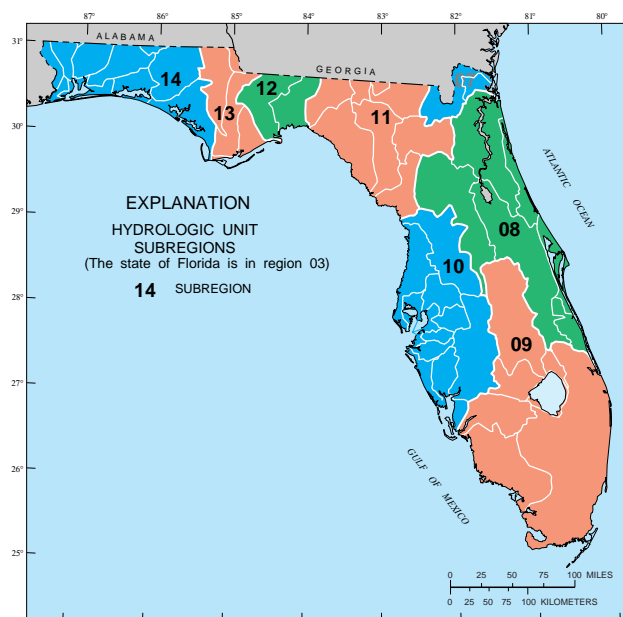 87° 86° 85° 84° 83° 82° 81° 80°
31°
ALABAMA
GEORGIA
14
13
12
11
30°
ATLANTIC OCEAN
EXPLANATION
HYDROLOGIC UNIT
SUBREGIONS
(The state of Florida is in region 03)
14 SUBREGION
29°
08
10
28°
09
27°
26°
GULF OF MEXICO
25°
0 25 50 75 100 MILES
0 25 50 75 100 KILOMETERS